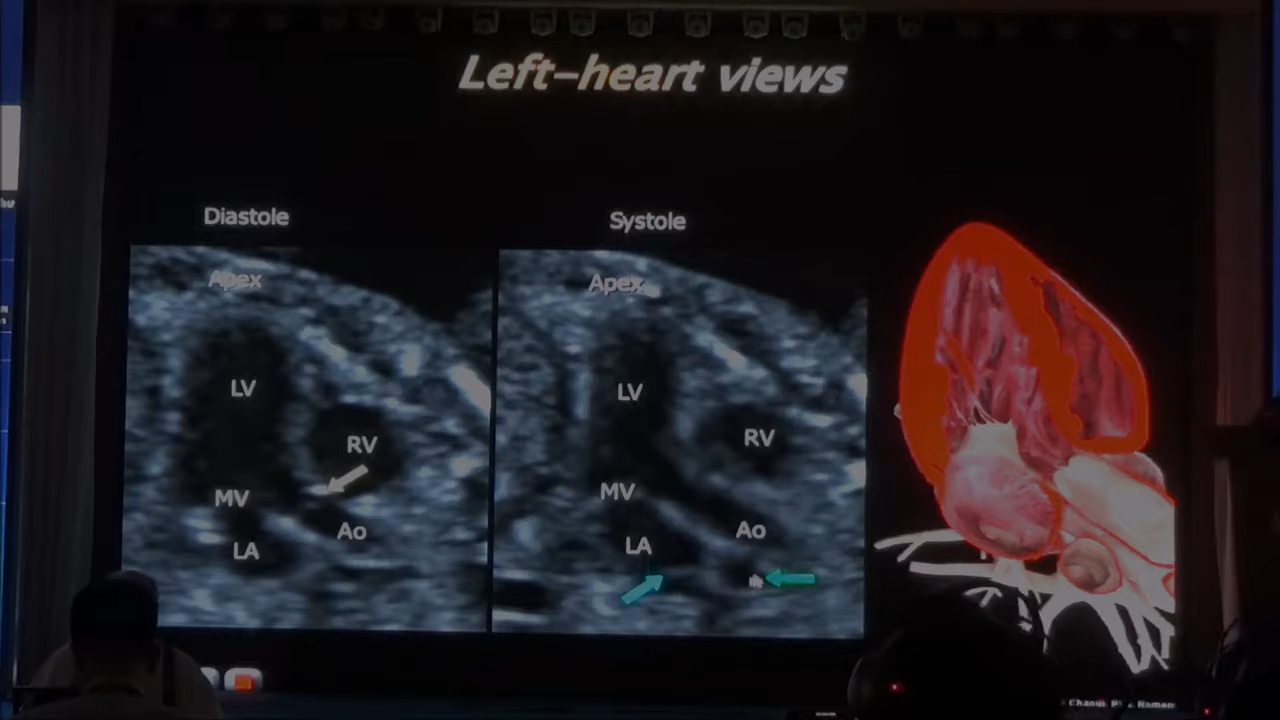 Left-heart views
Diastole
Systole
Apex
Apex
LV
LV
RV
RV
MV
MV
Ao
Ao
LA
LA